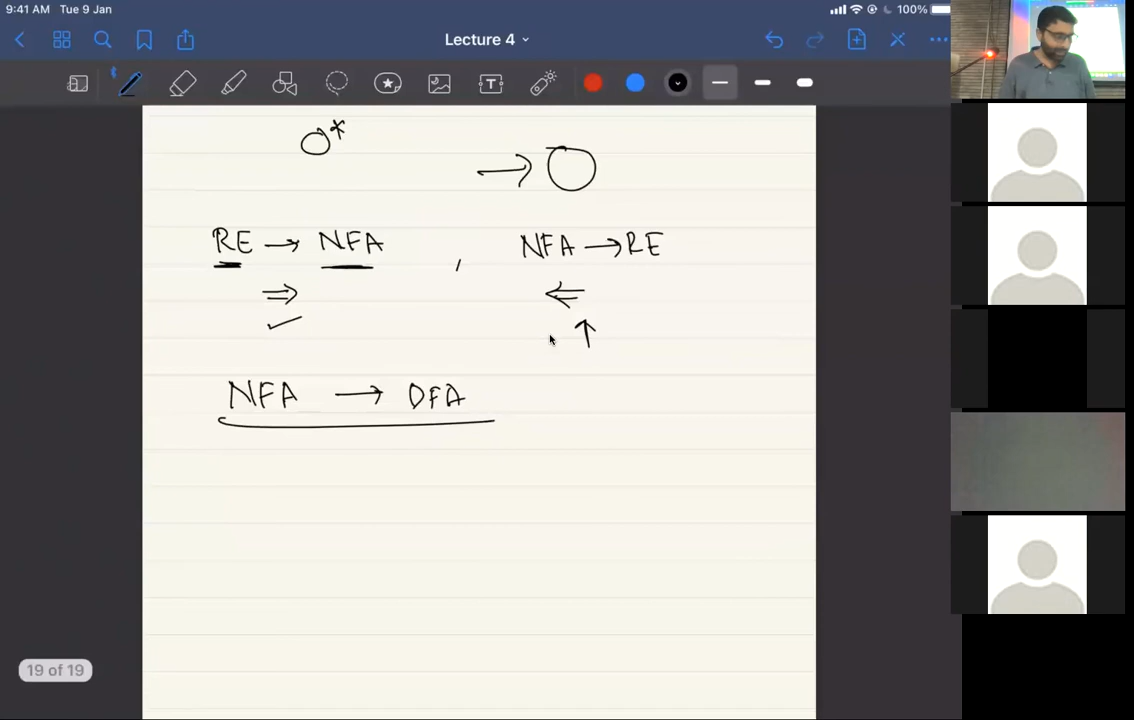 9:41 AM Tue 9 Jan
100%
Lecture 4
T
O*
→ O
RE → NFA , NFA → RE
⇒ ⇐
✓ ↑
NFA → DFA
19 of 19